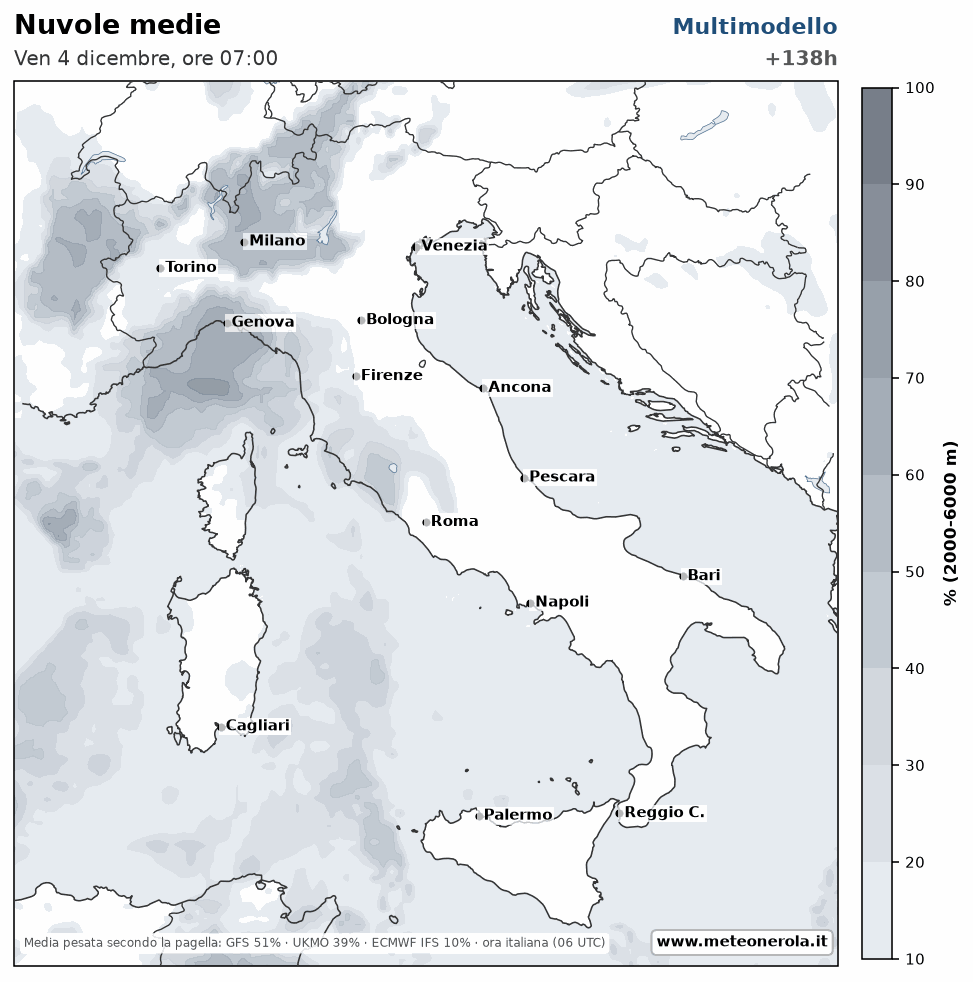 Nuvole medie
Multimodello
Ven 4 dicembre, ore 07:00
+138h
100
90
80
70
60
50
40
30
20
10
% (2000-6000 m)
Milano
Venezia
Torino
Genova
Bologna
Firenze
Ancona
Pescara
Roma
Bari
Napoli
Cagliari
Palermo
Reggio C.
Media pesata secondo la pagella: GFS 51% · UKMO 39% · ECMWF IFS 10% · ora italiana (06 UTC)
www.meteonerola.it